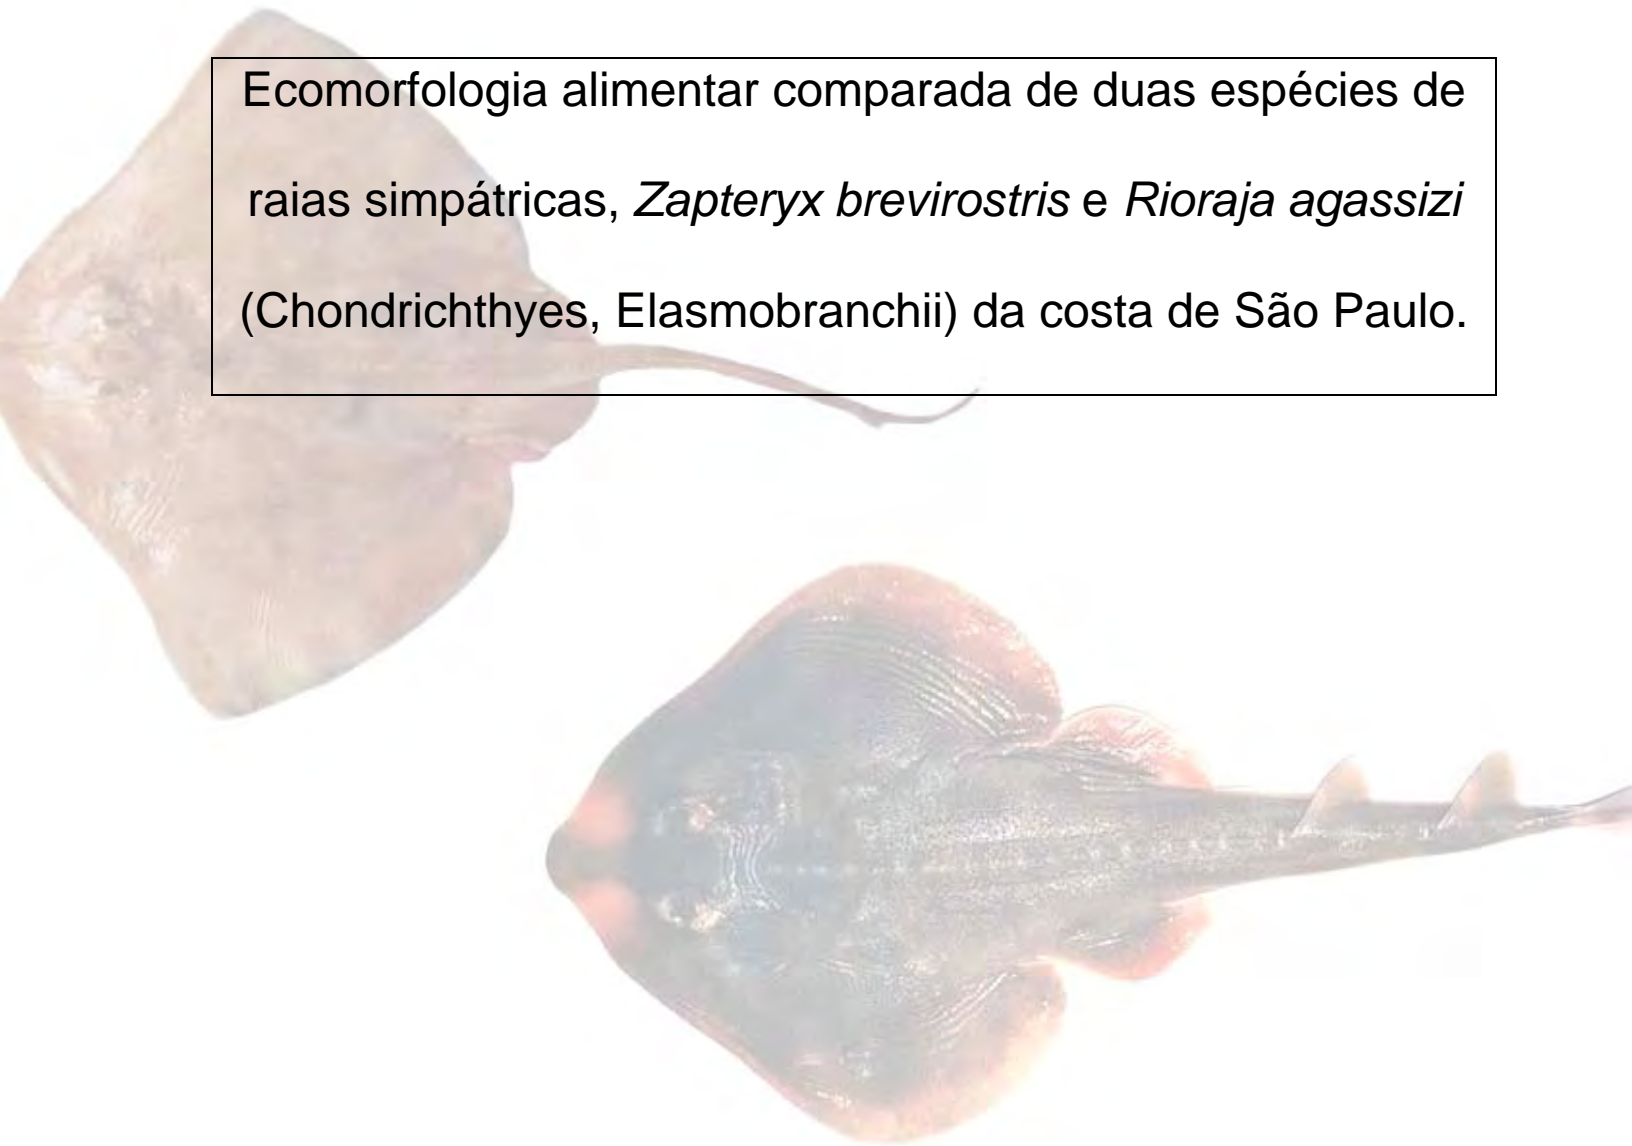 Ecomorfologia alimentar comparada de duas espécies de
raias simpátricas, Zapteryx brevirostris e Rioraja agassizi
(Chondrichthyes, Elasmobranchii) da costa de São Paulo.